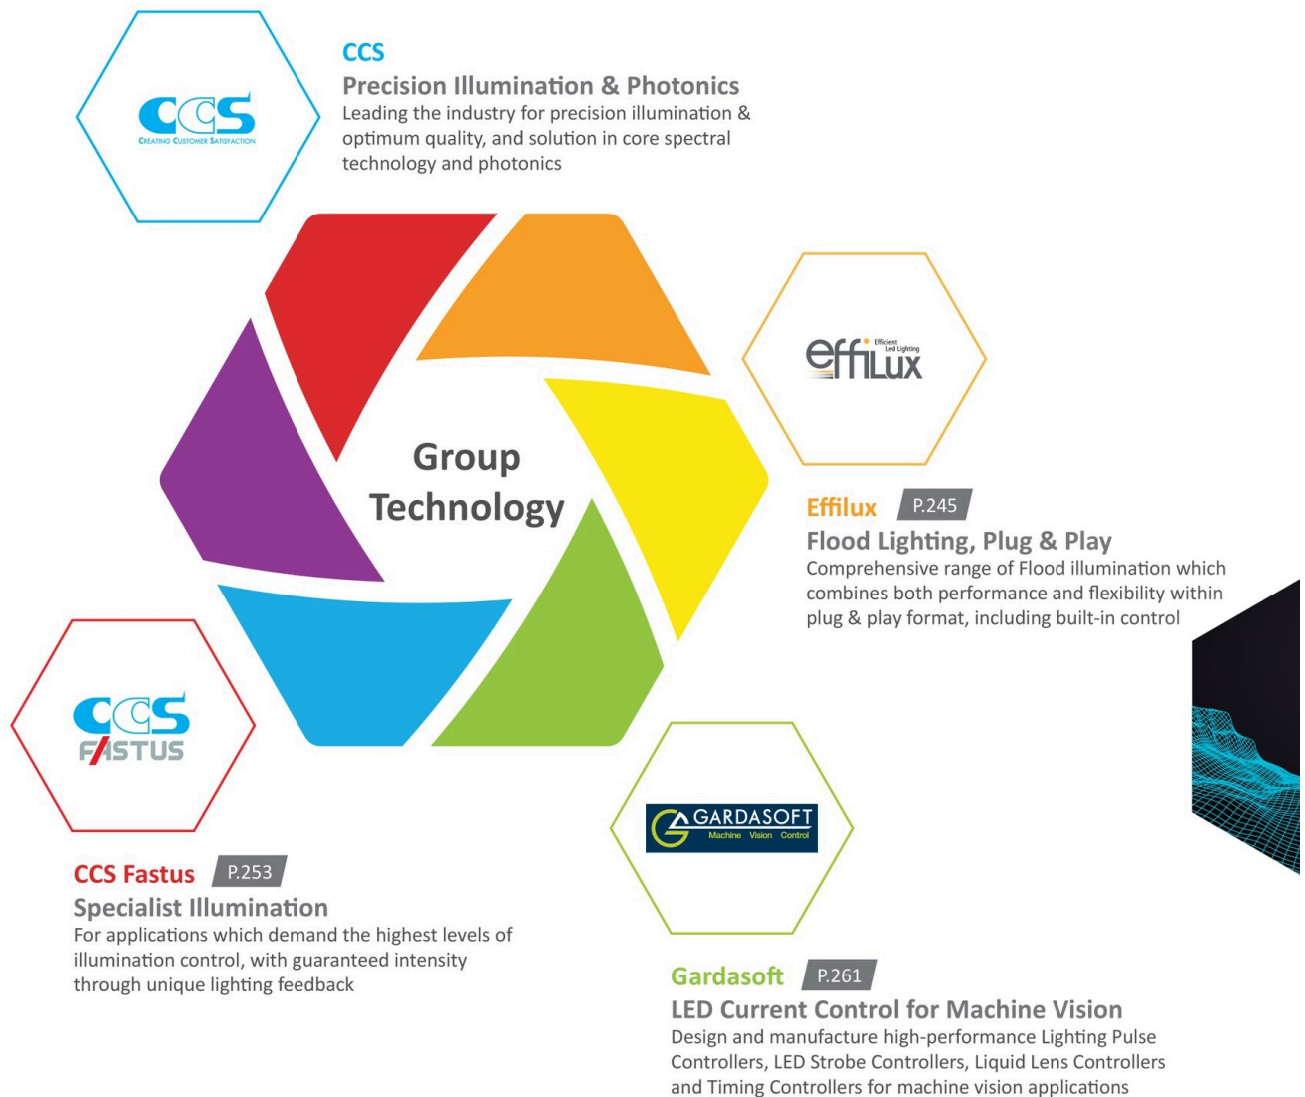 CCS
CREATING CUSTOMER SATISFACTION
CCS
Precision Illumination & Photonics
Leading the industry for precision illumination &
optimum quality, and solution in core spectral
technology and photonics
effiLux
Efficient
Led Lighting
Group
Technology
Effilux P.245
Flood Lighting, Plug & Play
Comprehensive range of Flood illumination which
combines both performance and flexibility within
plug & play format, including built-in control
CCS
FASTUS
CCS Fastus P.253
Specialist Illumination
For applications which demand the highest levels of
illumination control, with guaranteed intensity
through unique lighting feedback
GARDASOFT
Machine Vision Control
Gardasoft P.261
LED Current Control for Machine Vision
Design and manufacture high-performance Lighting Pulse
Controllers, LED Strobe Controllers, Liquid Lens Controllers
and Timing Controllers for machine vision applications